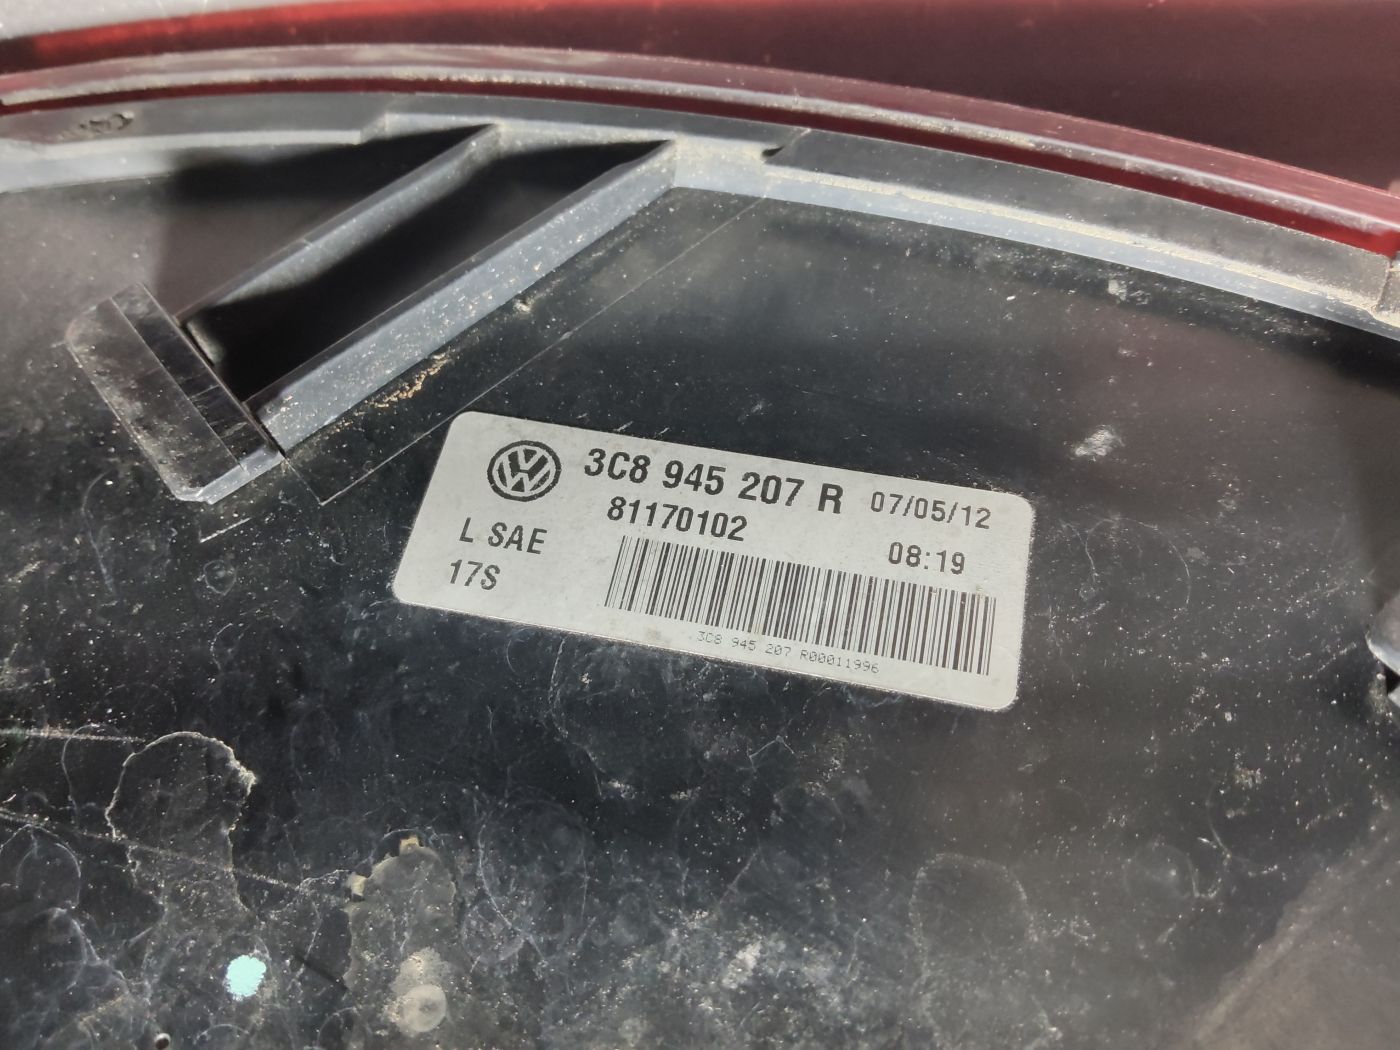 3C8 945 207 R 07/05/12
81170102
L SAE 08:19
17S
3C8 945 207 R00011996